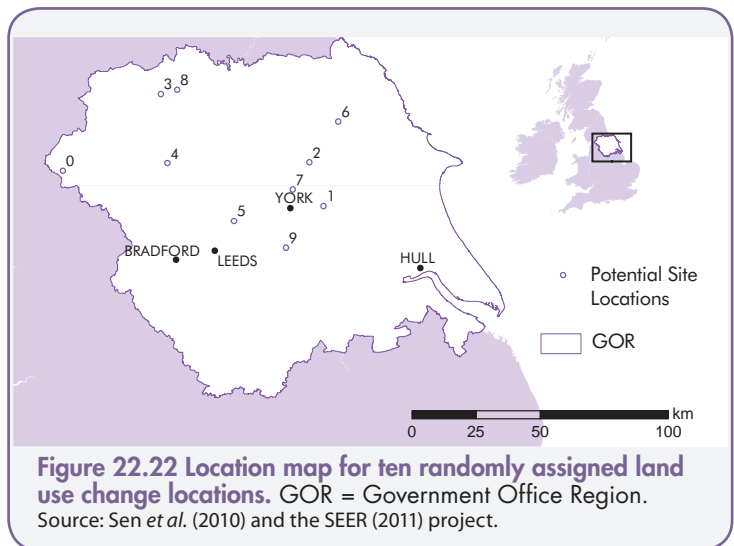 3 8
6
0
4
2
7
YORK
1
5
9
BRADFORD
LEEDS
HULL
Potential Site
Locations
GOR
km
0 25 50 100
Figure 22.22 Location map for ten randomly assigned land
use change locations. GOR = Government Office Region.
Source: Sen et al. (2010) and the SEER (2011) project.